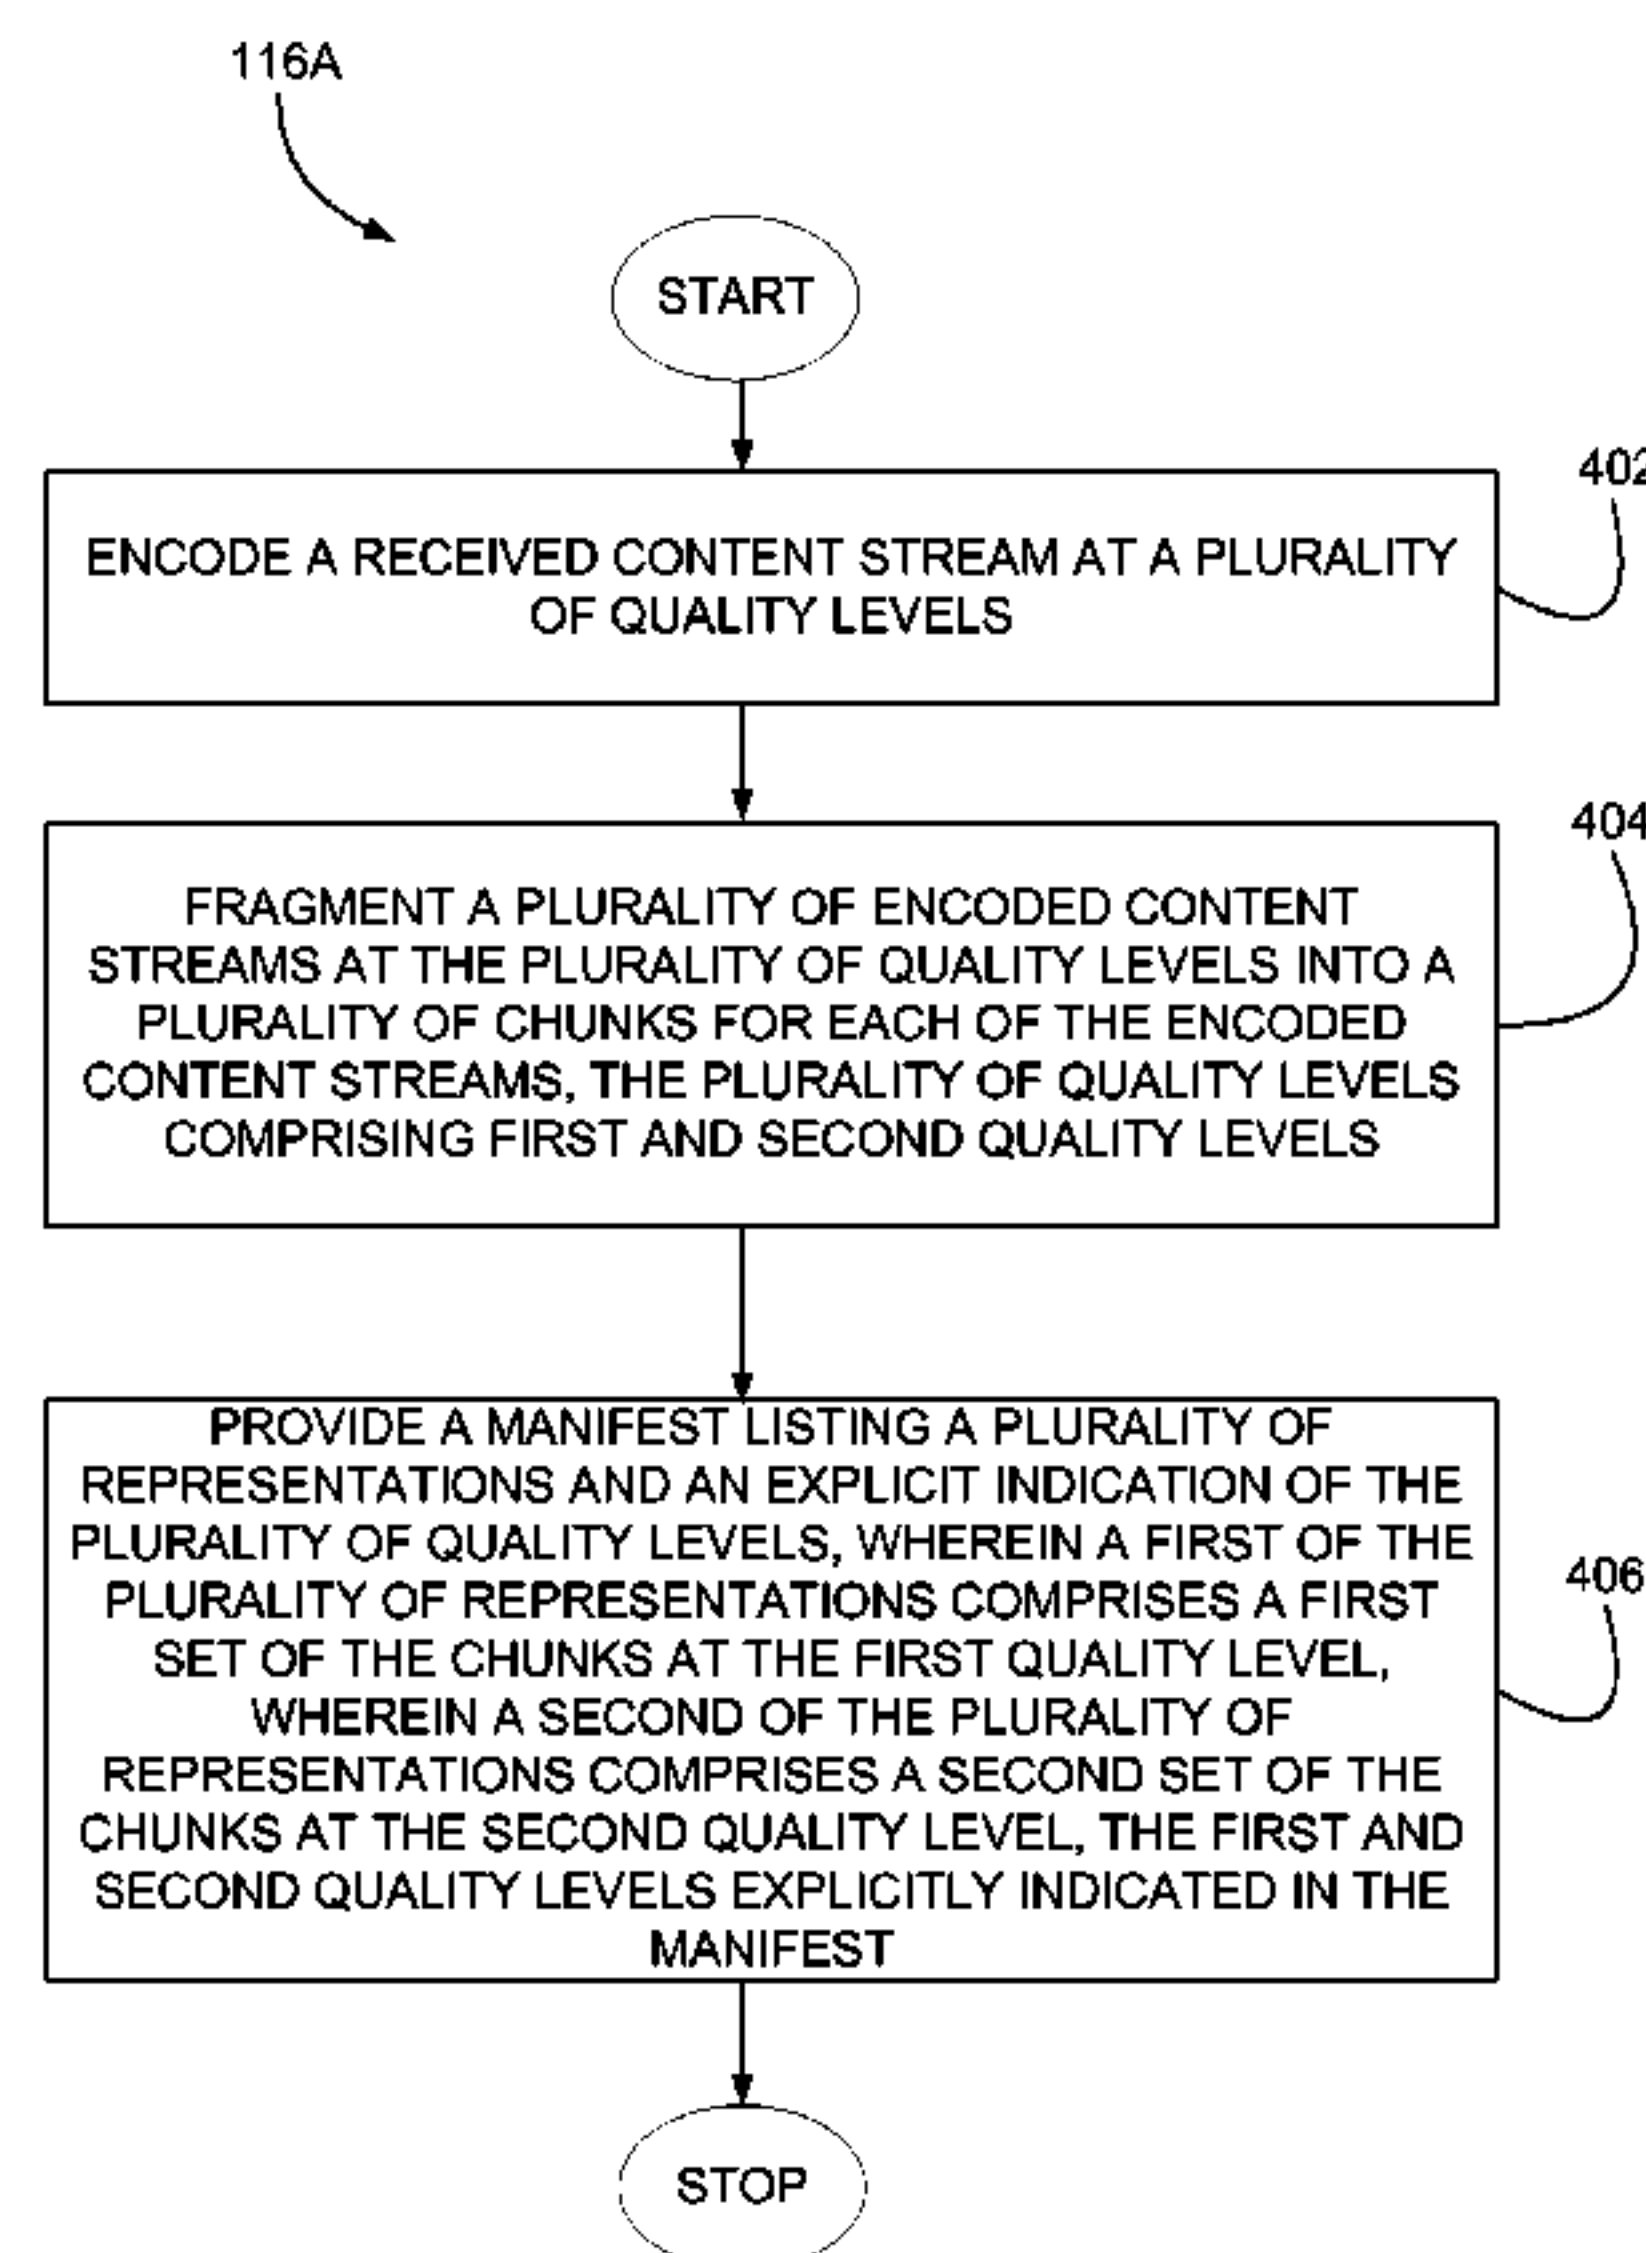 116A
START
402
ENCODE A RECEIVED CONTENT STREAM AT A PLURALITY
OF QUALITY LEVELS
404
FRAGMENT A PLURALITY OF ENCODED CONTENT
STREAMS AT THE PLURALITY OF QUALITY LEVELS INTO A
PLURALITY OF CHUNKS FOR EACH OF THE ENCODED
CONTENT STREAMS, THE PLURALITY OF QUALITY LEVELS
COMPRISING FIRST AND SECOND QUALITY LEVELS
406
PROVIDE A MANIFEST LISTING A PLURALITY OF
REPRESENTATIONS AND AN EXPLICIT INDICATION OF THE
PLURALITY OF QUALITY LEVELS, WHEREIN A FIRST OF THE
PLURALITY OF REPRESENTATIONS COMPRISES A FIRST
SET OF THE CHUNKS AT THE FIRST QUALITY LEVEL,
WHEREIN A SECOND OF THE PLURALITY OF
REPRESENTATIONS COMPRISES A SECOND SET OF THE
CHUNKS AT THE SECOND QUALITY LEVEL, THE FIRST AND
SECOND QUALITY LEVELS EXPLICITLY INDICATED IN THE
MANIFEST
STOP